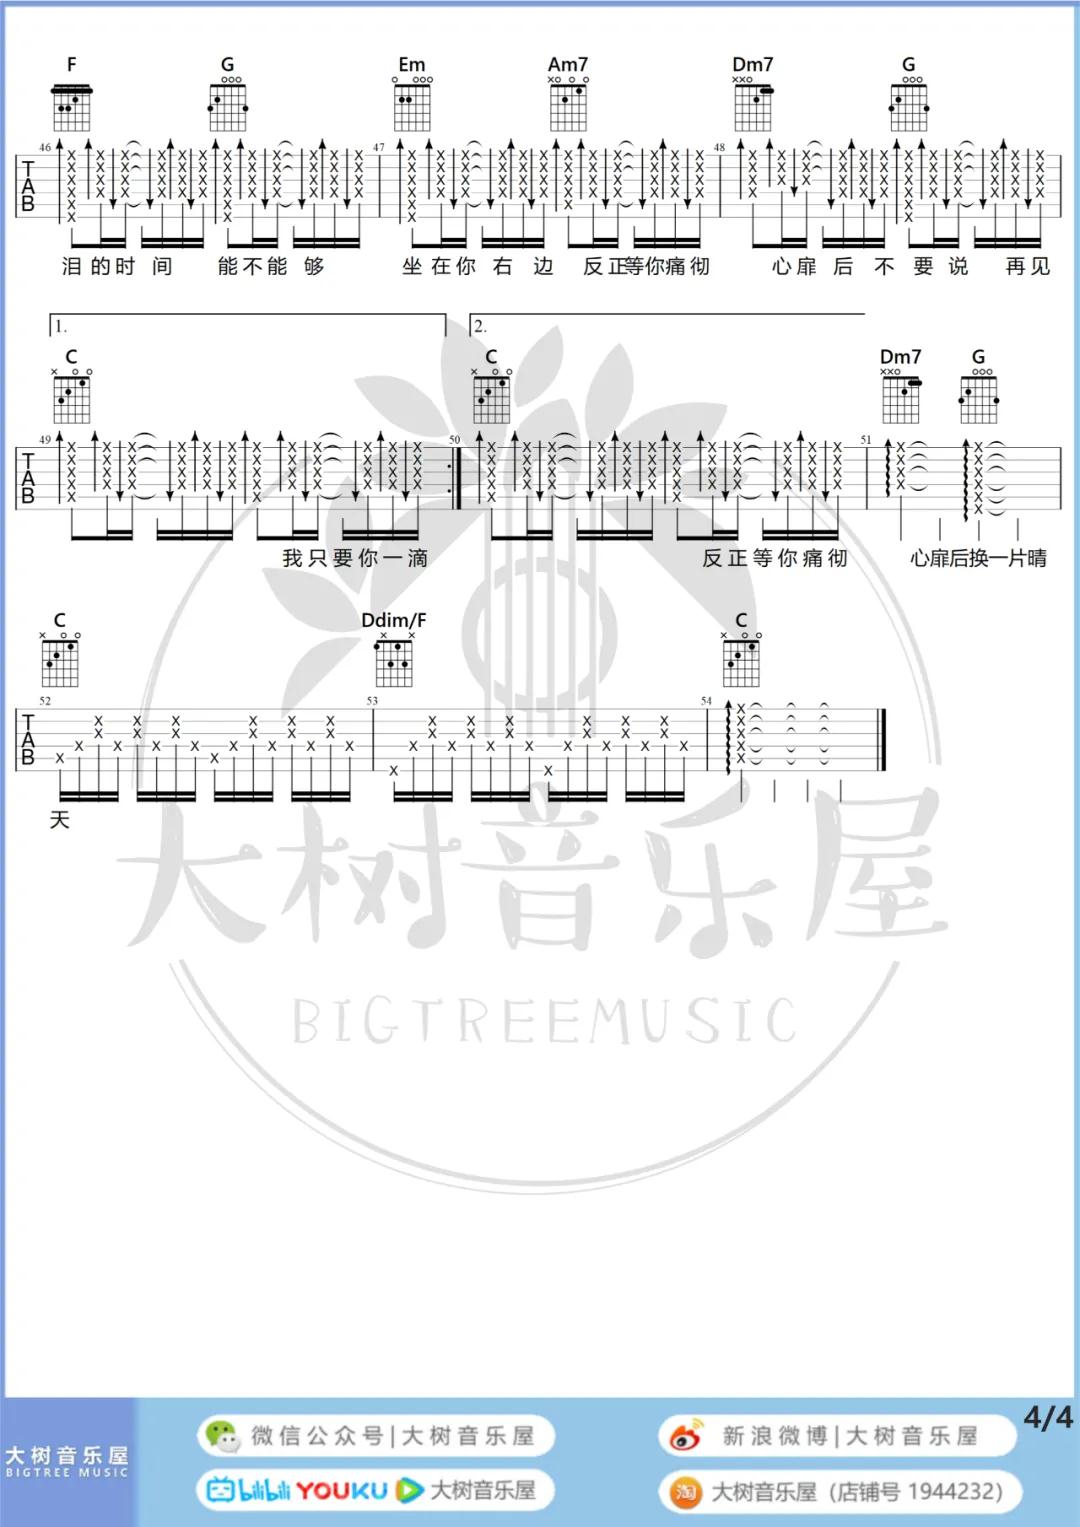 F G Em Am7 Dm7 G
46 47 48
TAB
泪的时间 能不能够 坐在你右边 反正等你痛彻 心扉后不要说 再见
1. 2.
C C Dm7 G
49 50 51
TAB
我只要你一滴 反正等你痛彻 心扉后换一片晴
C Ddim/F C
52 53 54
TAB
天
大树音乐屋
BIGTREEMUSIC
4/4
大树音乐屋
BIGTREE MUSIC
微信公众号|大树音乐屋
新浪微博|大树音乐屋
bilibili YOUKU 大树音乐屋
淘 大树音乐屋（店铺号 1944232）